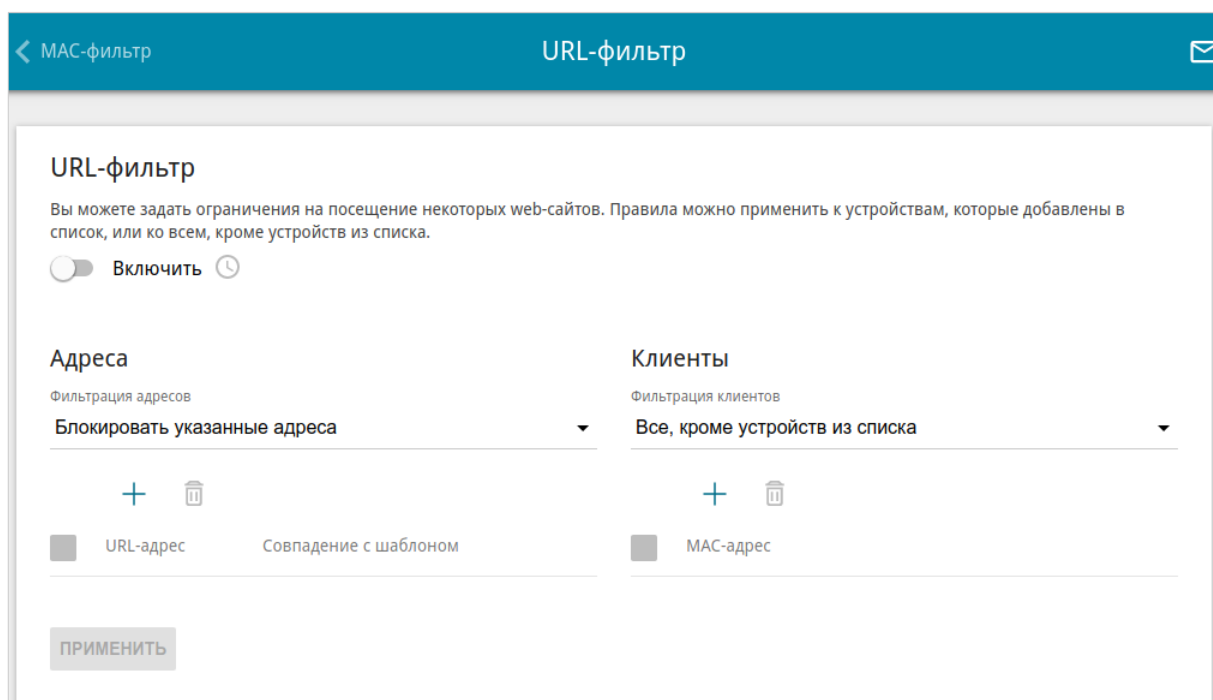 МАС-фильтр
URL-фильтр
URL-фильтр
Вы можете задать ограничения на посещение некоторых web-сайтов. Правила можно применить к устройствам, которые добавлены в
список, или ко всем, кроме устройств из списка.
Включить
Адреса
Фильтрация адресов
Блокировать указанные адреса
URL-адрес Совпадение с шаблоном
Клиенты
Фильтрация клиентов
Все, кроме устройств из списка
MAC-адрес
ПРИМЕНИТЬ